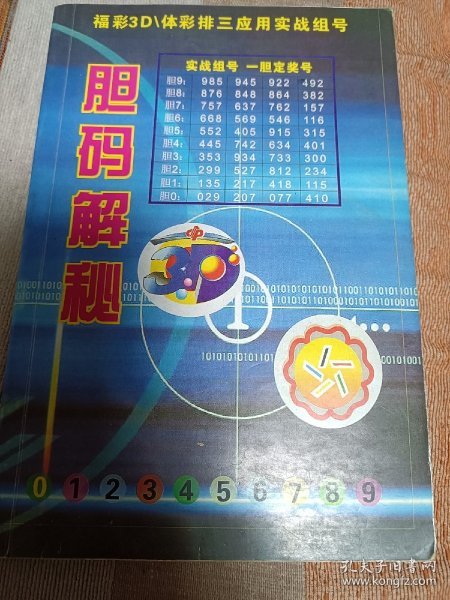 福彩3D\体彩排三应用实战组号
胆码解秘
实战组号 一胆定奖号
胆9: 985 945 922 492
胆8: 876 848 864 382
胆7: 757 637 762 157
胆6: 668 569 546 116
胆5: 552 405 915 315
胆4: 445 742 634 401
胆3: 353 934 733 300
胆2: 299 527 812 234
胆1: 135 217 418 115
胆0: 029 207 077 410
3D
0 1 2 3 4 5 6 7 8 9
孔夫子旧书网
www.kongfz.com